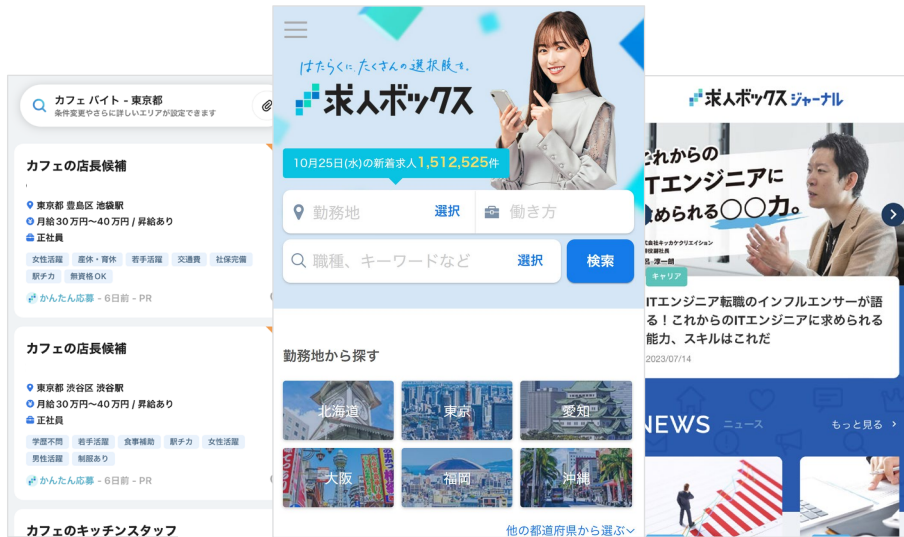 カフェ バイト - 東京都
条件変更やさらに詳しいエリアが設定できます
カフェの店長候補
東京都 豊島区 池袋駅
月給30万円〜40万円 / 昇給あり
正社員
女性活躍 産休・育休 若手活躍 交通費 社保完備
駅チカ 無資格OK
かんたん応募 - 6日前 - PR
カフェの店長候補
東京都 渋谷区 渋谷駅
月給30万円〜40万円 / 昇給あり
正社員
学歴不問 若手活躍 食事補助 駅チカ 女性活躍
男性活躍 制服あり
かんたん応募 - 6日前 - PR
カフェのキッチンスタッフ
はたらくに、たくさんの選択肢を。
求人ボックス
10月25日(水)の新着求人1,512,525件
勤務地 選択 働き方
職種、キーワードなど 選択 検索
勤務地から探す
北海道 東京 愛知
大阪 福岡 沖縄
他の都道府県から選ぶ
求人ボックス ジャーナル
これからの
ITエンジニアに
求められる〇〇力。
式会社キッカケクリエイション
キャリア
ITエンジニア転職のインフルエンサーが語
る！これからのITエンジニアに求められる
能力、スキルはこれだ
2023/07/14
NEWS ニュース もっと見る